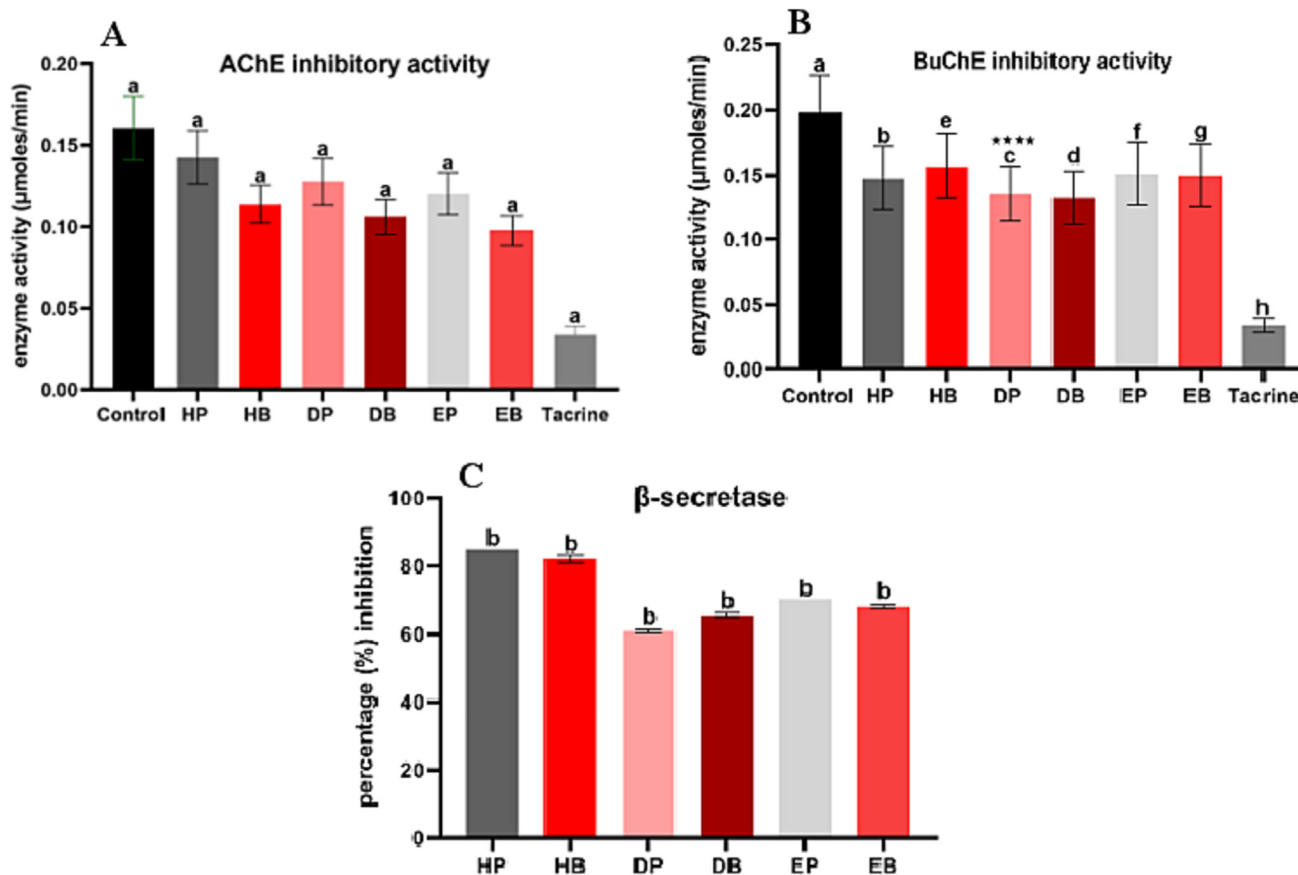 A
AChE inhibitory activity
enzyme activity (µmoles/min)
0.20
0.15
0.10
0.05
0.00
a a a a a a a a
Control HP HB DP DB EP EB Tacrine
B
BuChE inhibitory activity
enzyme activity (µmoles/min)
0.25
0.20
0.15
0.10
0.05
0.00
a b e **** c d f g h
Control HP HB DP DB EP EB Tacrine
C
β-secretase
percentage (%) inhibition
100
80
60
40
20
0
b b b b b b
HP HB DP DB EP EB